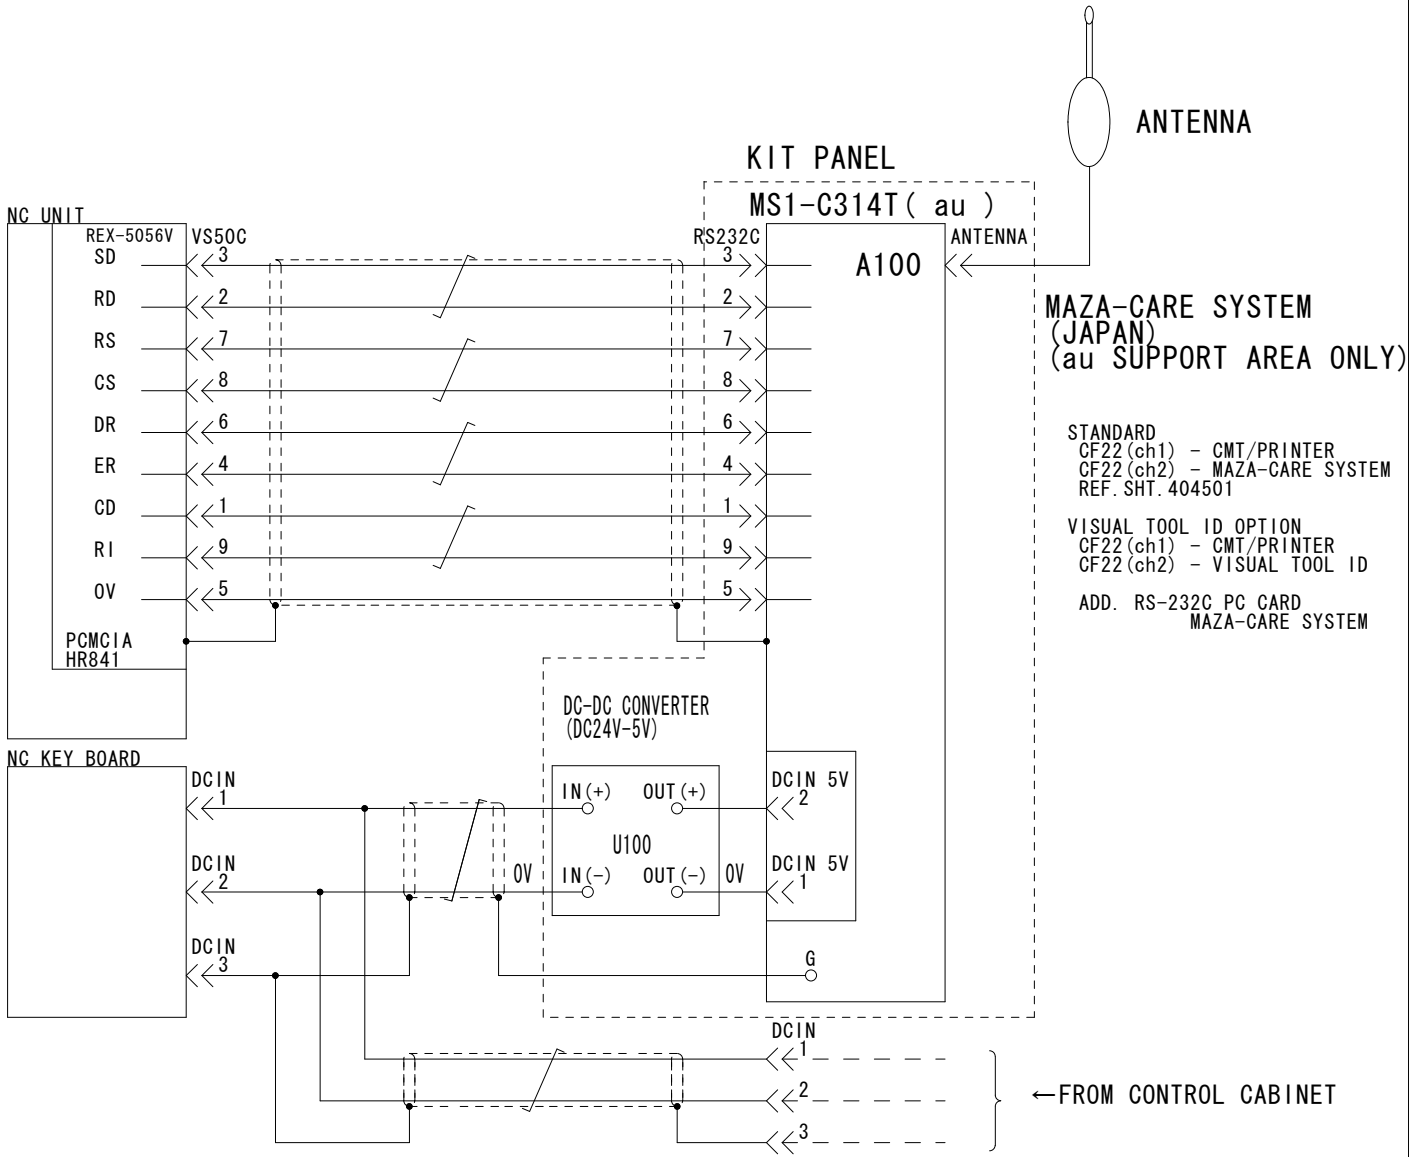 ANTENNA
KIT PANEL
MS1-C314T( au )
NC UNIT
REX-5056V
VS50C
RS232C
ANTENNA
A100
SD
3
3
RD
2
2
RS
7
7
CS
8
8
DR
6
6
ER
4
4
CD
1
1
RI
9
9
0V
5
5
PCMCIA
HR841
MAZA-CARE SYSTEM
(JAPAN)
(au SUPPORT AREA ONLY)
STANDARD
CF22(ch1) - CMT/PRINTER
CF22(ch2) - MAZA-CARE SYSTEM
REF.SHT.404501
VISUAL TOOL ID OPTION
CF22(ch1) - CMT/PRINTER
CF22(ch2) - VISUAL TOOL ID
ADD. RS-232C PC CARD
MAZA-CARE SYSTEM
DC-DC CONVERTER
(DC24V-5V)
NC KEY BOARD
DCIN
1
IN(+)
OUT(+)
DCIN 5V
2
U100
DCIN
2
0V
IN(-)
OUT(-)
0V
DCIN 5V
1
DCIN
3
G
DCIN
1
2
3
←FROM CONTROL CABINET